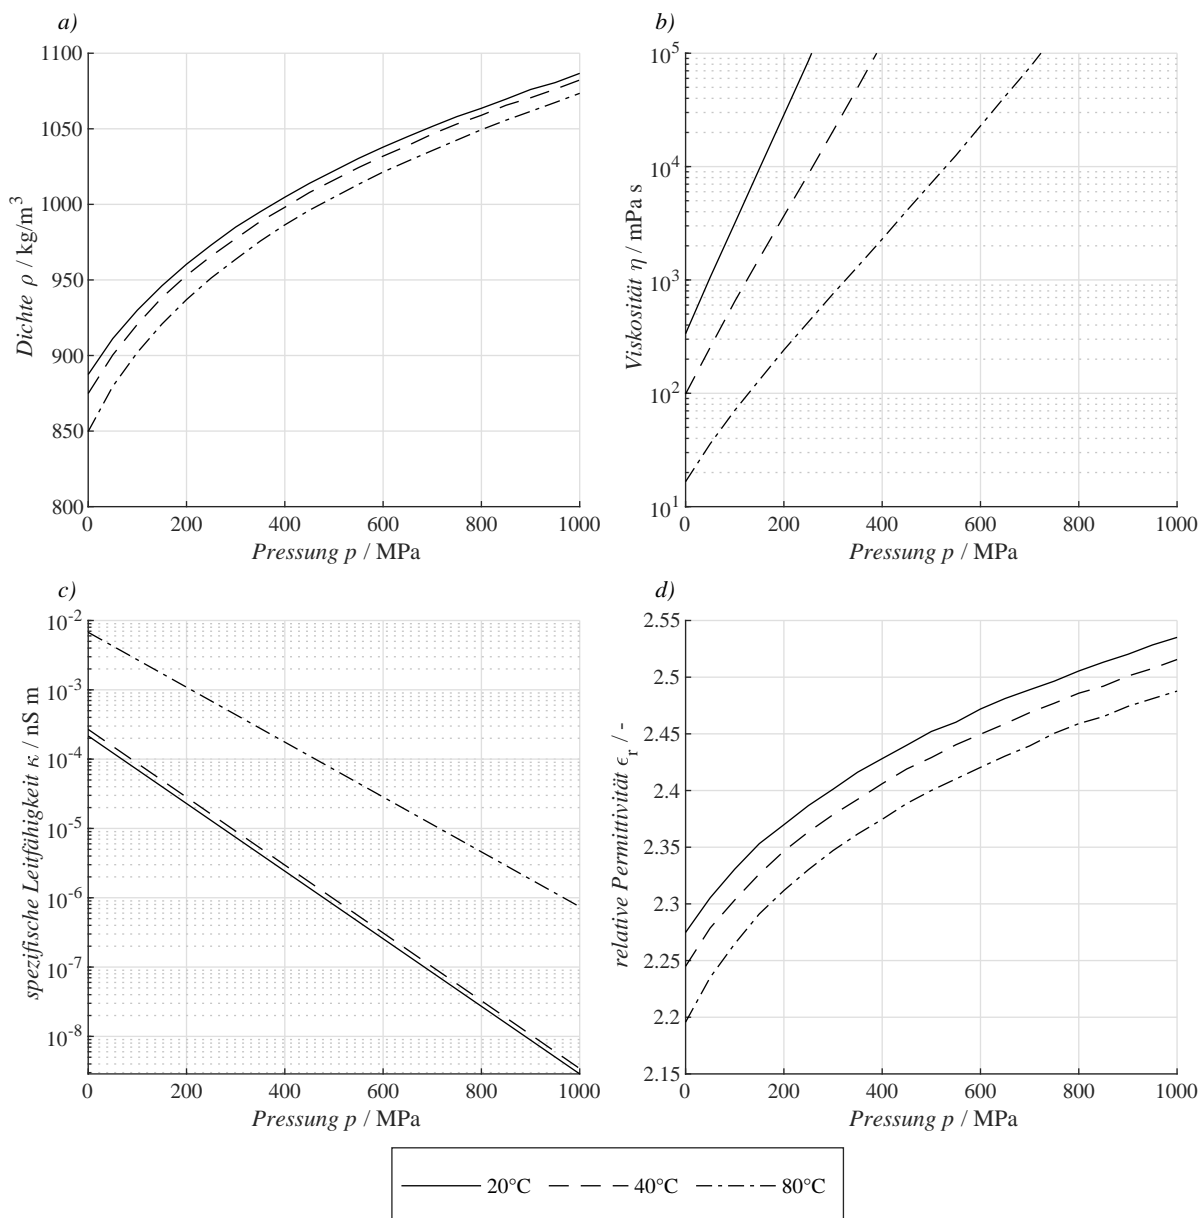 a)
1100
1050
1000
950
900
850
800
Dichte ρ / kg/m³
0 200 400 600 800 1000
Pressung p / MPa
b)
10⁵
10⁴
10³
10²
10¹
Viskosität η / mPa s
0 200 400 600 800 1000
Pressung p / MPa
c)
10⁻²
10⁻³
10⁻⁴
10⁻⁵
10⁻⁶
10⁻⁷
10⁻⁸
spezifische Leitfähigkeit κ / nS m
0 200 400 600 800 1000
Pressung p / MPa
d)
2.55
2.5
2.45
2.4
2.35
2.3
2.25
2.2
2.15
relative Permittivität ϵr / -
0 200 400 600 800 1000
Pressung p / MPa
20°C 40°C 80°C